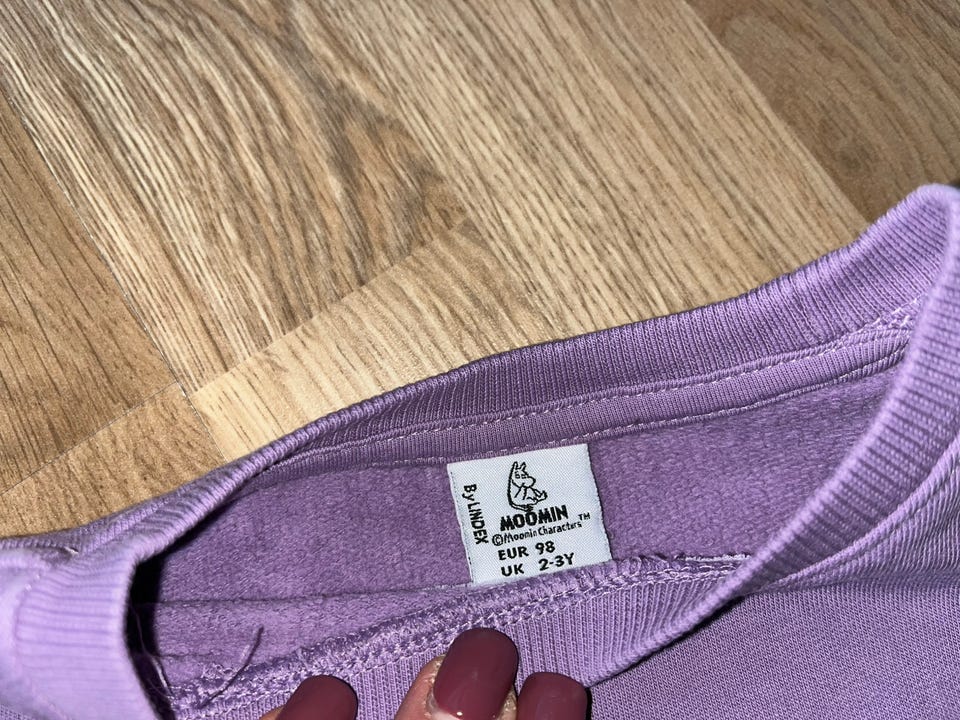 By LINDEX
MOOMIN
©Moomin Characters™
EUR 98
UK 2-3Y